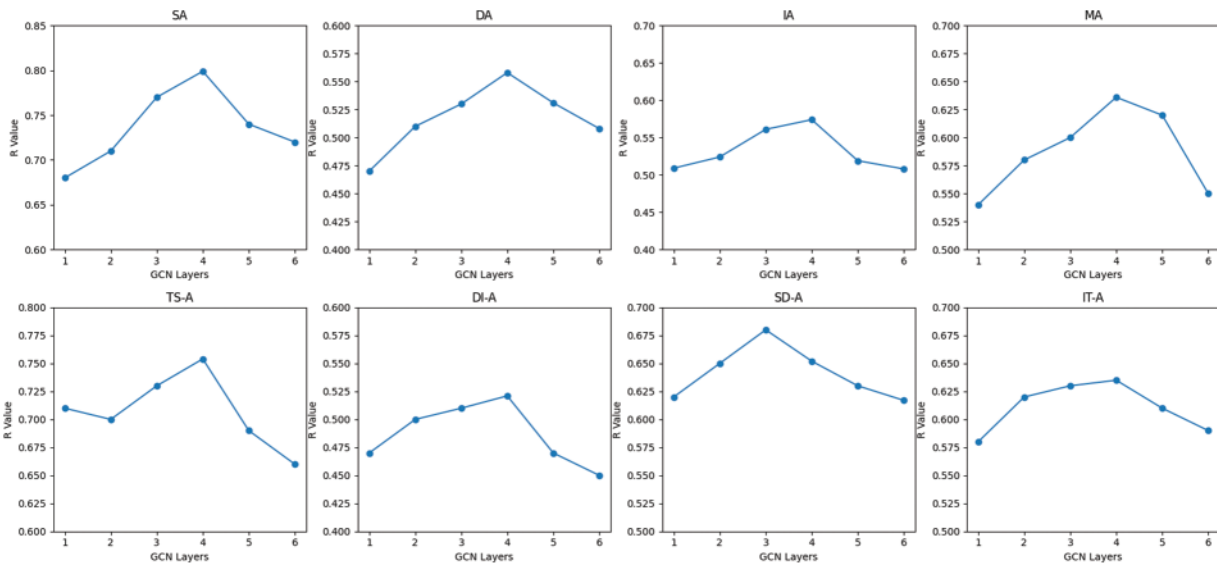 SA
R Value
0.85
0.80
0.75
0.70
0.65
0.60
1 2 3 4 5 6
GCN Layers
DA
R Value
0.600
0.575
0.550
0.525
0.500
0.475
0.450
0.425
0.400
1 2 3 4 5 6
GCN Layers
IA
R Value
0.70
0.65
0.60
0.55
0.50
0.45
0.40
1 2 3 4 5 6
GCN Layers
MA
R Value
0.700
0.675
0.650
0.625
0.600
0.575
0.550
0.525
0.500
1 2 3 4 5 6
GCN Layers
TS-A
R Value
0.800
0.775
0.750
0.725
0.700
0.675
0.650
0.625
0.600
1 2 3 4 5 6
GCN Layers
DI-A
R Value
0.600
0.575
0.550
0.525
0.500
0.475
0.450
0.425
0.400
1 2 3 4 5 6
GCN Layers
SD-A
R Value
0.700
0.675
0.650
0.625
0.600
0.575
0.550
0.525
0.500
1 2 3 4 5 6
GCN Layers
IT-A
R Value
0.700
0.675
0.650
0.625
0.600
0.575
0.550
0.525
0.500
1 2 3 4 5 6
GCN Layers